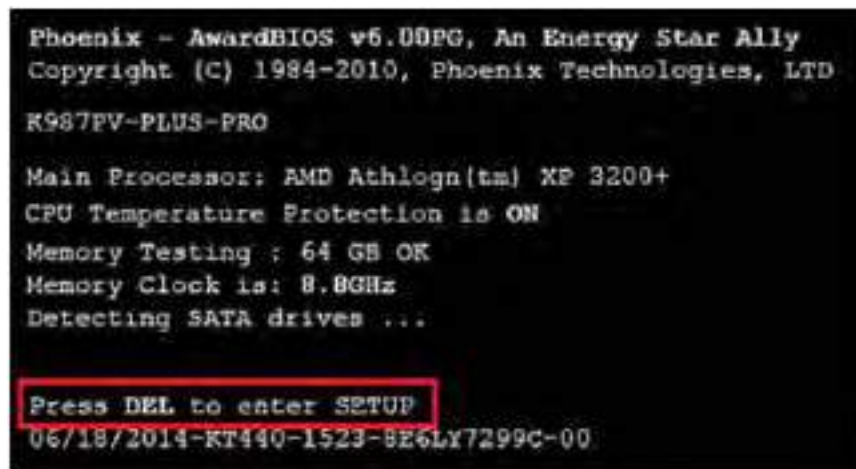 Phoenix - AwardBIOS v6.00PG, An Energy Star Ally
Copyright (C) 1984-2010, Phoenix Technologies, LTD
K987PV-PLUS-PRO
Main Processor: AMD Athlogn(tm) XP 3200+
CPU Temperature Protection is ON
Memory Testing : 64 GB OK
Memory Clock is: 8.8GHz
Detecting SATA drives ...
Press DEL to enter SETUP
06/18/2014-KT440-1523-8E6LY7299C-00